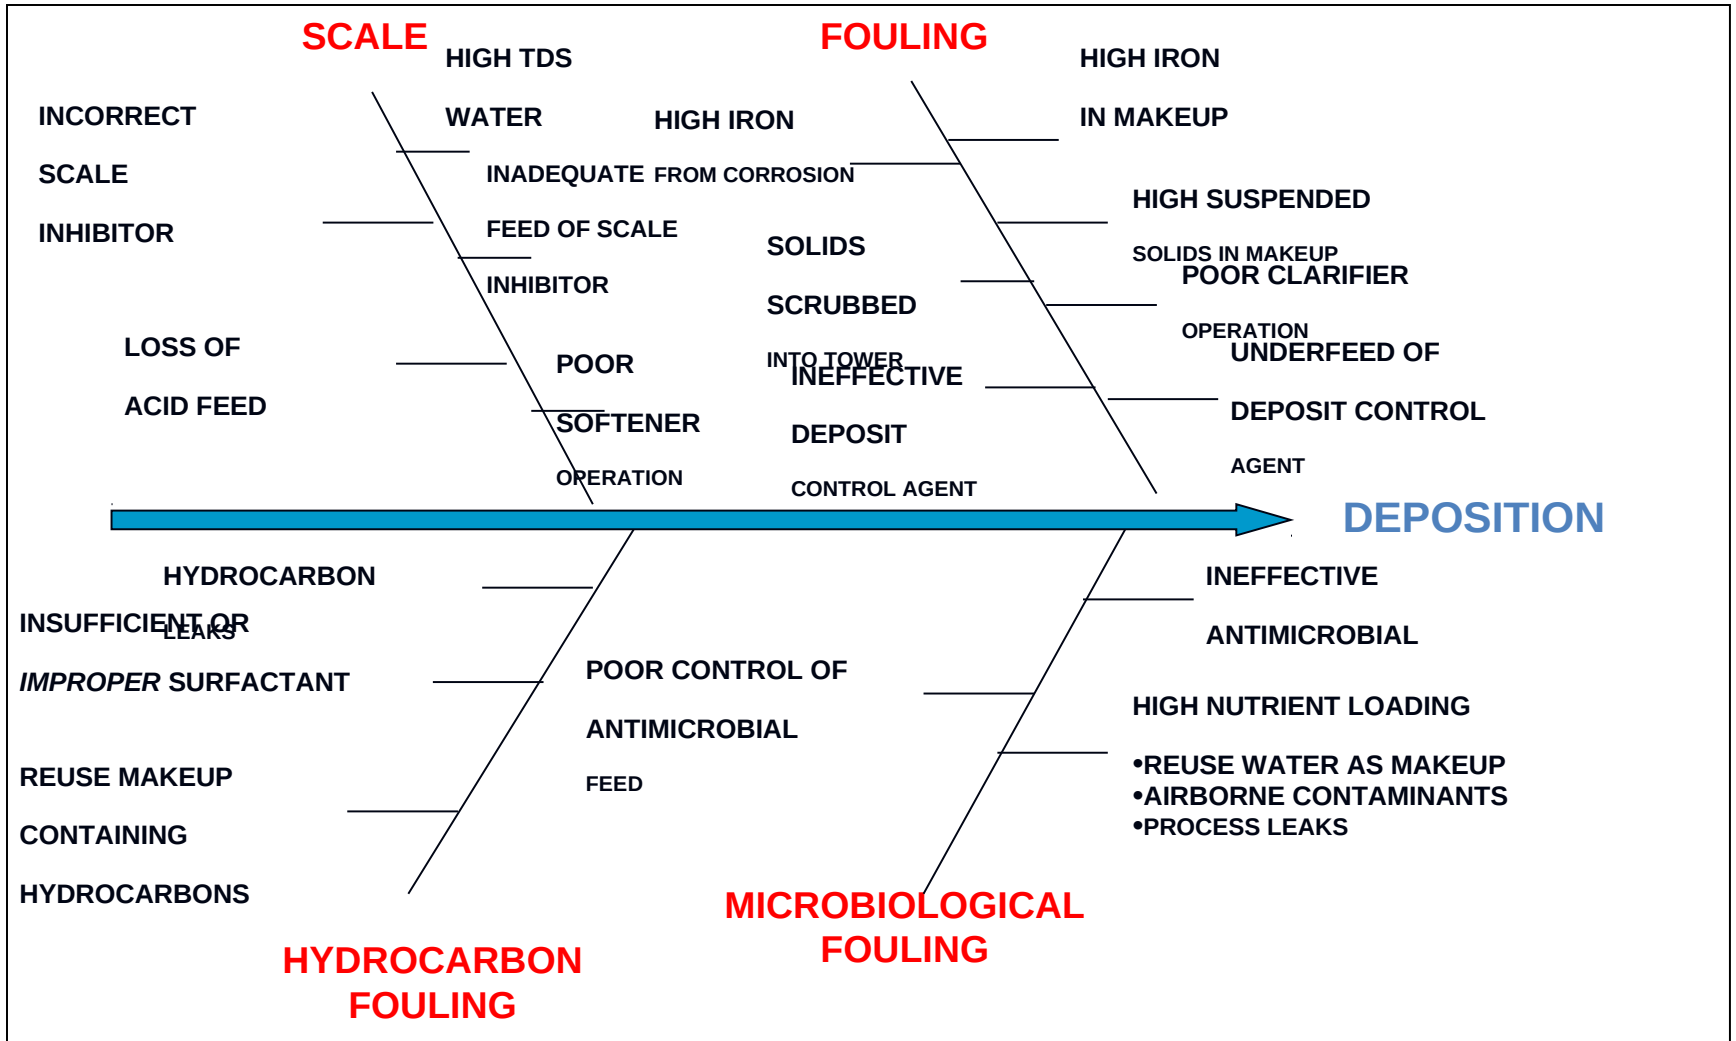 SCALE
HIGH TDS
WATER
INCORRECT
SCALE
INHIBITOR
INADEQUATE
FEED OF SCALE
INHIBITOR
LOSS OF
ACID FEED
POOR
SOFTENER
OPERATION
FOULING
HIGH IRON
IN MAKEUP
HIGH IRON
FROM CORROSION
HIGH SUSPENDED
SOLIDS IN MAKEUP
SOLIDS
SCRUBBED
INTO TOWER
POOR CLARIFIER
OPERATION
INEFFECTIVE
DEPOSIT
CONTROL AGENT
UNDERFEED OF
DEPOSIT CONTROL
AGENT
DEPOSITION
HYDROCARBON
LEAKS
INSUFFICIENT OR
IMPROPER SURFACTANT
REUSE MAKEUP
CONTAINING
HYDROCARBONS
HYDROCARBON
FOULING
INEFFECTIVE
ANTIMICROBIAL
POOR CONTROL OF
ANTIMICROBIAL
FEED
HIGH NUTRIENT LOADING
•REUSE WATER AS MAKEUP
•AIRBORNE CONTAMINANTS
•PROCESS LEAKS
MICROBIOLOGICAL
FOULING